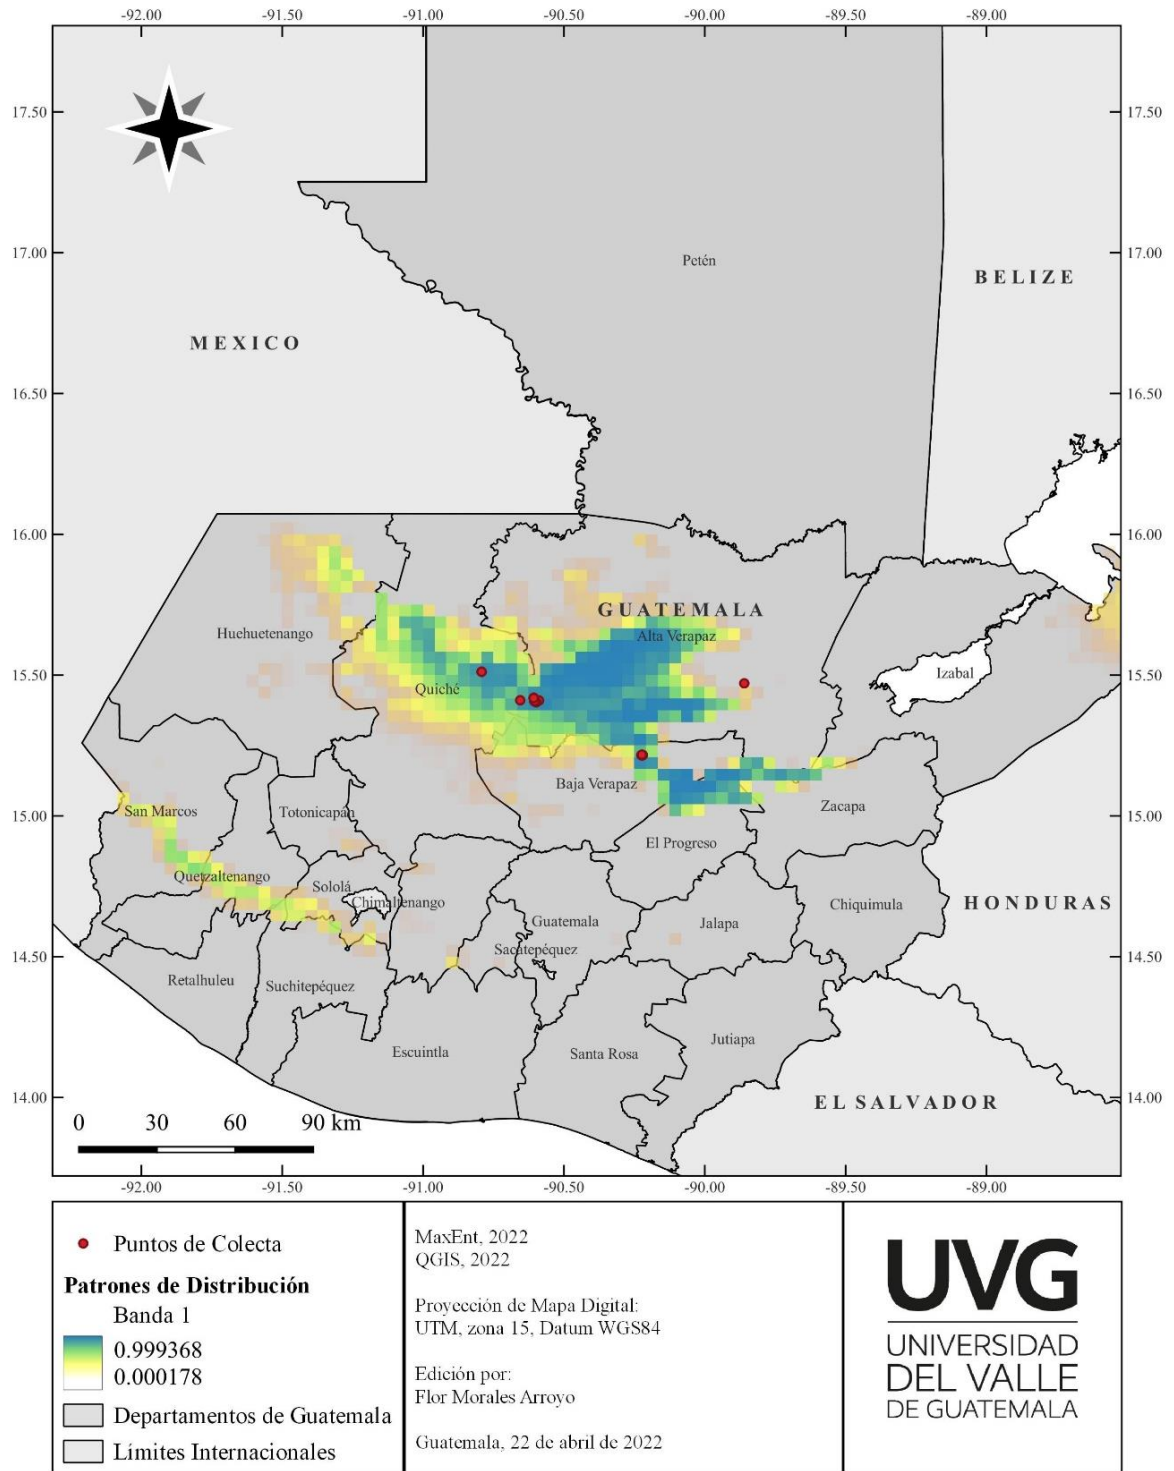 -92.00 -91.50 -91.00 -90.50 -90.00 -89.50 -89.00
17.50 17.50
17.00 17.00
Petén
BELIZE
MEXICO
16.50 16.50
16.00 16.00
GUATEMALA
Huehuetenango
Alta Verapaz
15.50 15.50
Izabal
Quiché
Baja Verapaz
San Marcos
Totonicapán
Zacapa
15.00 15.00
El Progreso
Quetzaltenango
Sololá
Chimaltenango
Chiquimula
HONDURAS
Guatemala
Jalapa
Sacatepéquez
14.50 14.50
Retalhuleu
Suchitepéquez
Jutiapa
Escuintla
Santa Rosa
14.00 14.00
EL SALVADOR
0 30 60 90 km
-92.00 -91.50 -91.00 -90.50 -90.00 -89.50 -89.00
Puntos de Colecta
Patrones de Distribución
Banda 1
0.999368
0.000178
Departamentos de Guatemala
Límites Internacionales
MaxEnt, 2022
QGIS, 2022
Proyección de Mapa Digital:
UTM, zona 15, Datum WGS84
Edición por:
Flor Morales Arroyo
Guatemala, 22 de abril de 2022
UVG
UNIVERSIDAD
DEL VALLE
DE GUATEMALA